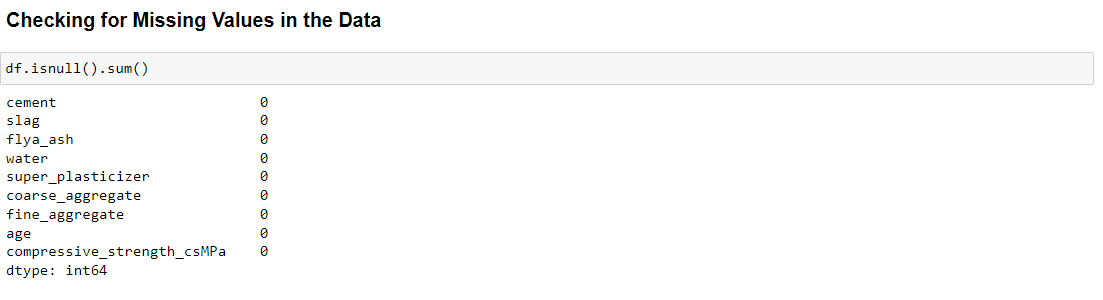 Checking for Missing Values in the Data
df.isnull().sum()
cement 0
slag 0
flya_ash 0
water 0
super_plasticizer 0
coarse_aggregate 0
fine_aggregate 0
age 0
compressive_strength_csMPa 0
dtype: int64